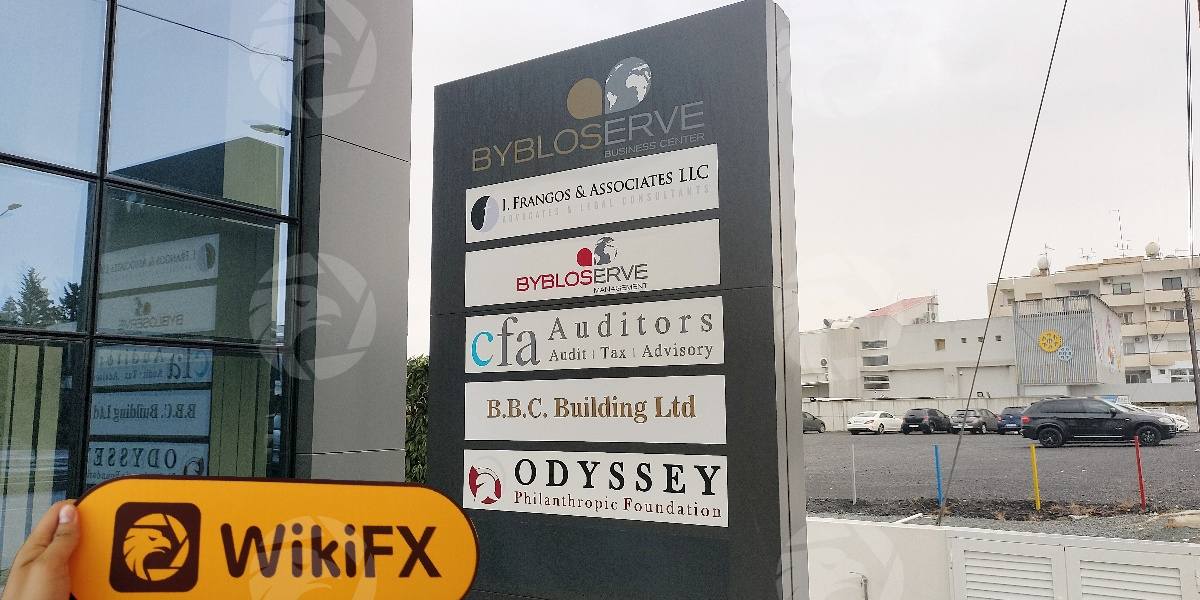 BYBLOSERVE
BUSINESS CENTER
I. FRANGOS & ASSOCIATES LLC
ADVOCATES & LEGAL CONSULTANTS
BYBLOSERVE
MANAGEMENT
cfa Auditors
Audit | Tax | Advisory
B.B.C. Building Ltd
ODYSSEY
Philanthropic Foundation
WikiFX